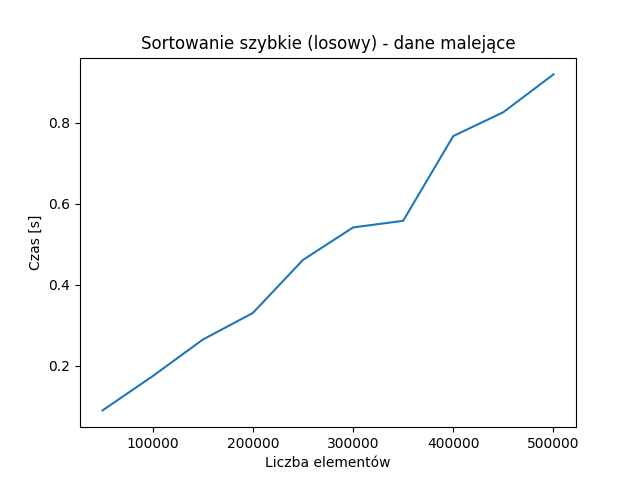 Sortowanie szybkie (losowy) - dane malejące
Czas [s]
0.8
0.6
0.4
0.2
100000 200000 300000 400000 500000
Liczba elementów